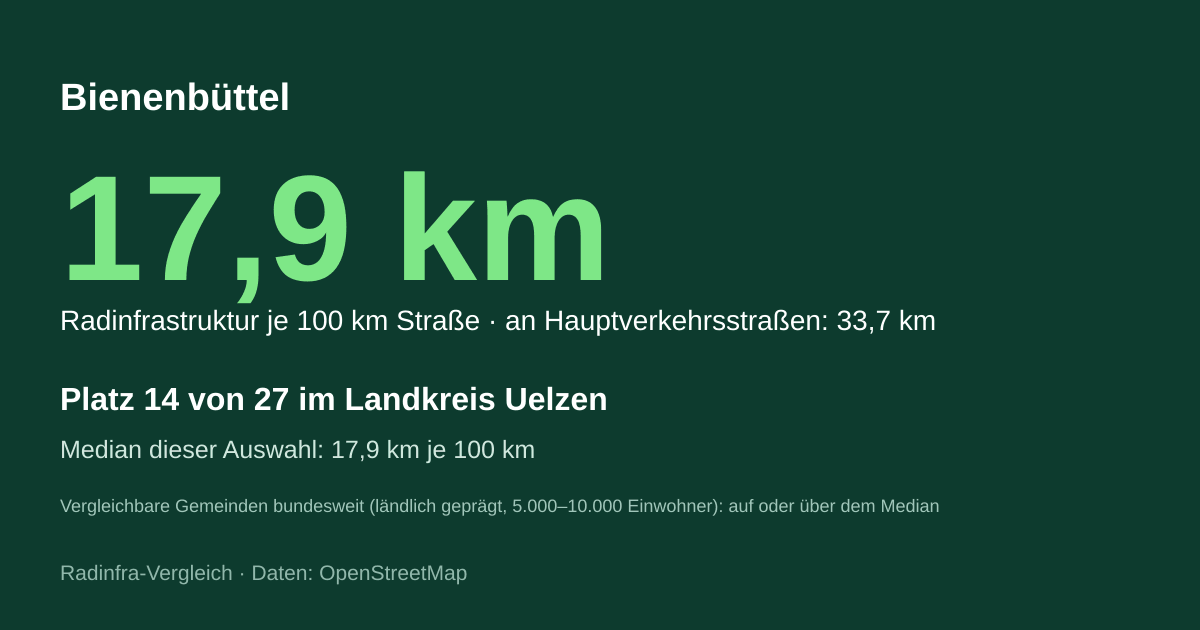 Bienenbüttel
17,9 km
Radinfrastruktur je 100 km Straße · an Hauptverkehrsstraßen: 33,7 km
Platz 14 von 27 im Landkreis Uelzen
Median dieser Auswahl: 17,9 km je 100 km
Vergleichbare Gemeinden bundesweit (ländlich geprägt, 5.000–10.000 Einwohner): auf oder über dem Median
Radinfra-Vergleich · Daten: OpenStreetMap